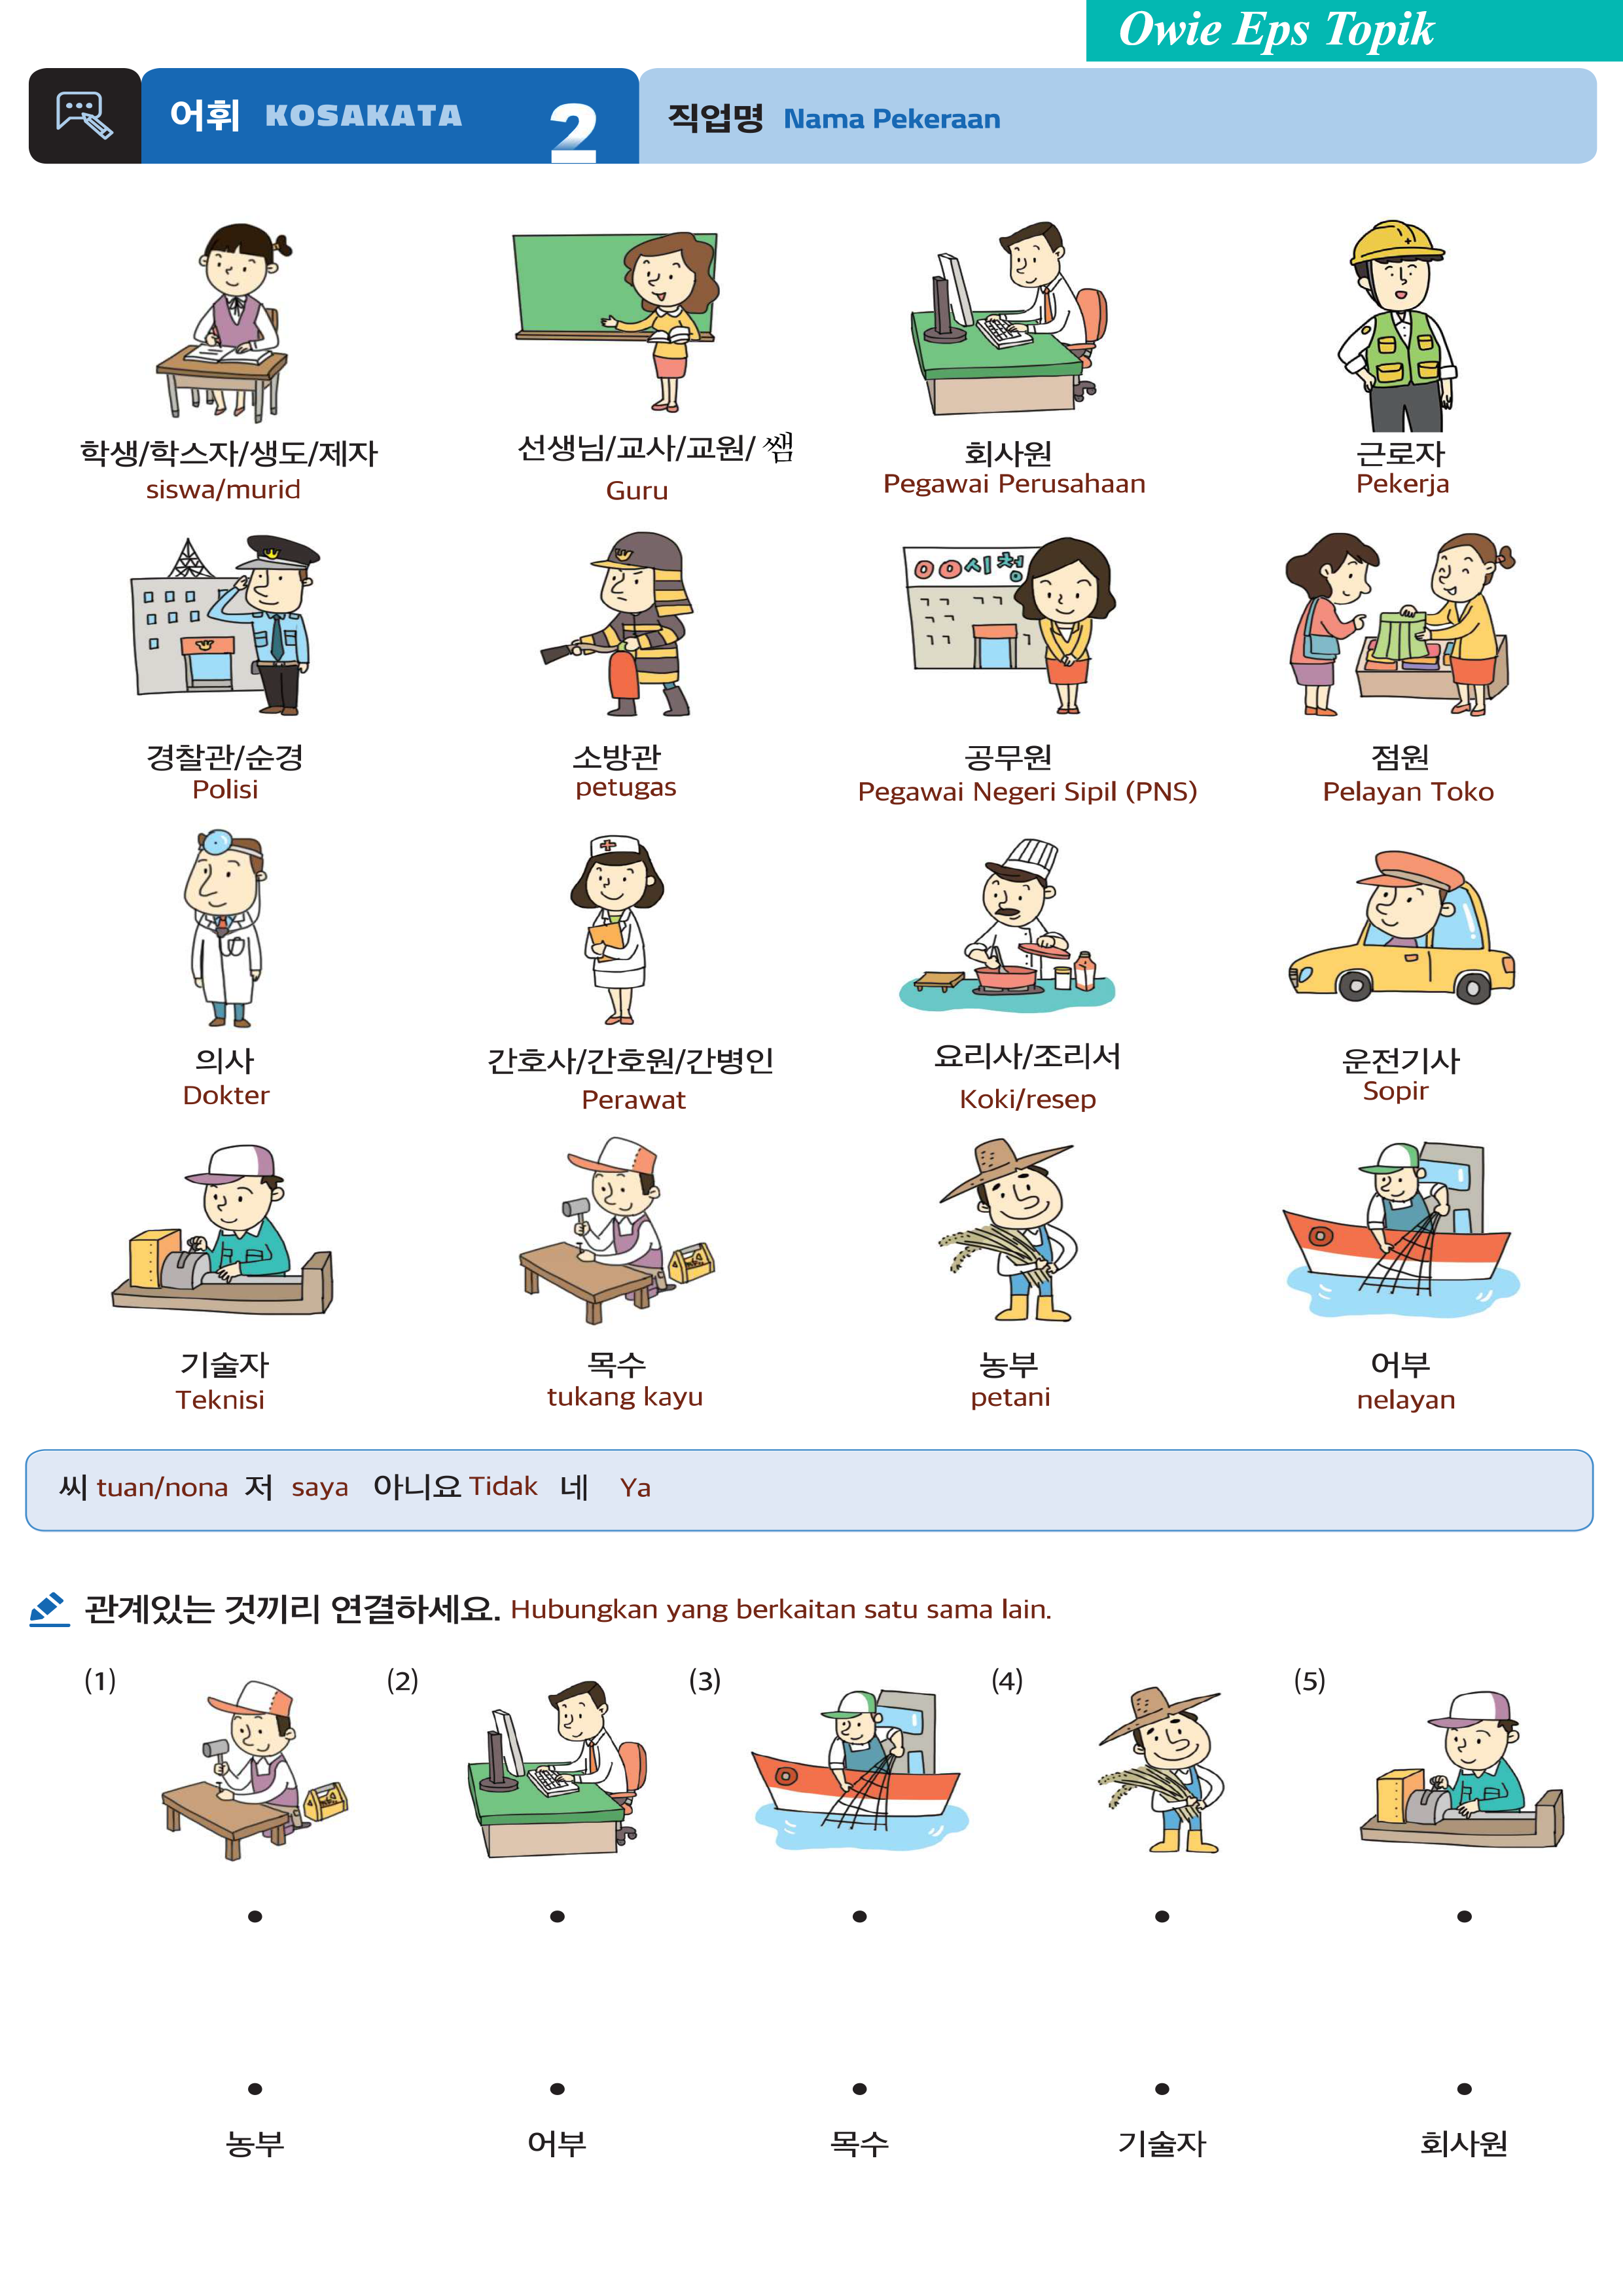 Owie Eps Topik
어휘 KOSAKATA 2 직업명 Nama Pekeraan
학생/학스자/생도/제자 선생님/교사/교원/쌤 회사원 근로자
siswa/murid Guru Pegawai Perusahaan Pekerja
OO시청
경찰관/순경 소방관 공무원 점원
Polisi petugas Pegawai Negeri Sipil (PNS) Pelayan Toko
의사 간호사/간호원/간병인 요리사/조리서 운전기사
Dokter Perawat Koki/resep Sopir
기술자 목수 농부 어부
Teknisi tukang kayu petani nelayan
씨 tuan/nona 저 saya 아니요 Tidak 네 Ya
관계있는 것끼리 연결하세요. Hubungkan yang berkaitan satu sama lain.
(1) (2) (3) (4) (5)
농부 어부 목수 기술자 회사원